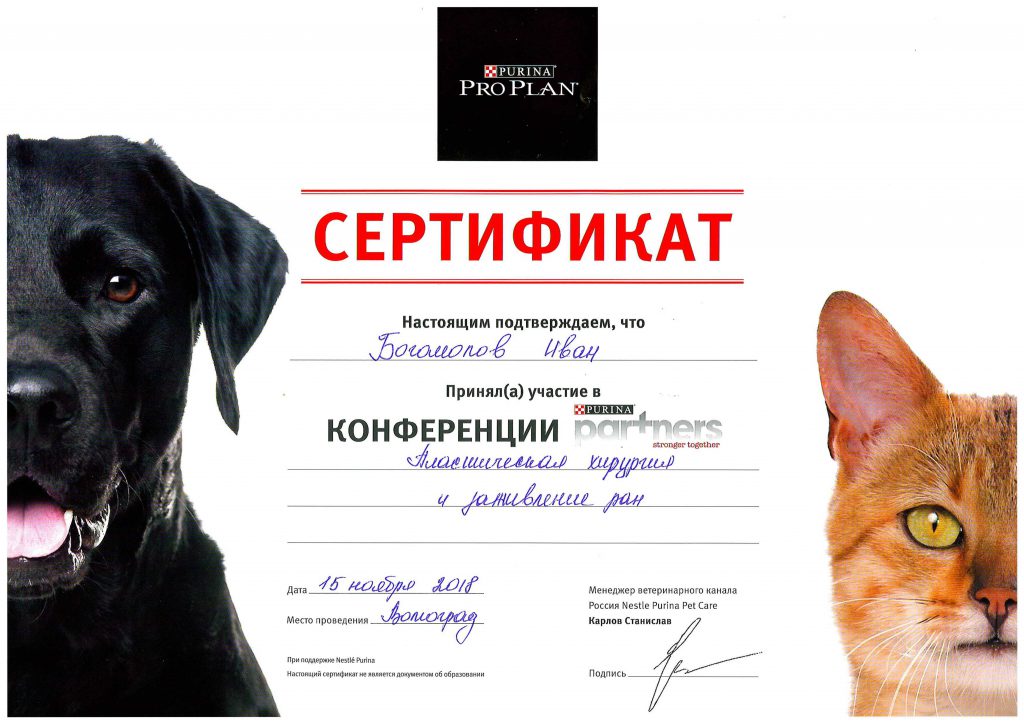 PURINA
PRO PLAN
СЕРТИФИКАТ
Настоящим подтверждаем, что
Богомолов Иван
Принял(а) участие в
КОНФЕРЕНЦИИ PURINA partners
stronger together
Пластическая хирургия
и заживление ран
Дата 15 ноября 2018
Место проведения Волгоград
При поддержке Nestlé Purina
Настоящий сертификат не является документом об образовании
Менеджер ветеринарного канала
Россия Nestle Purina Pet Care
Карлов Станислав
Подпись